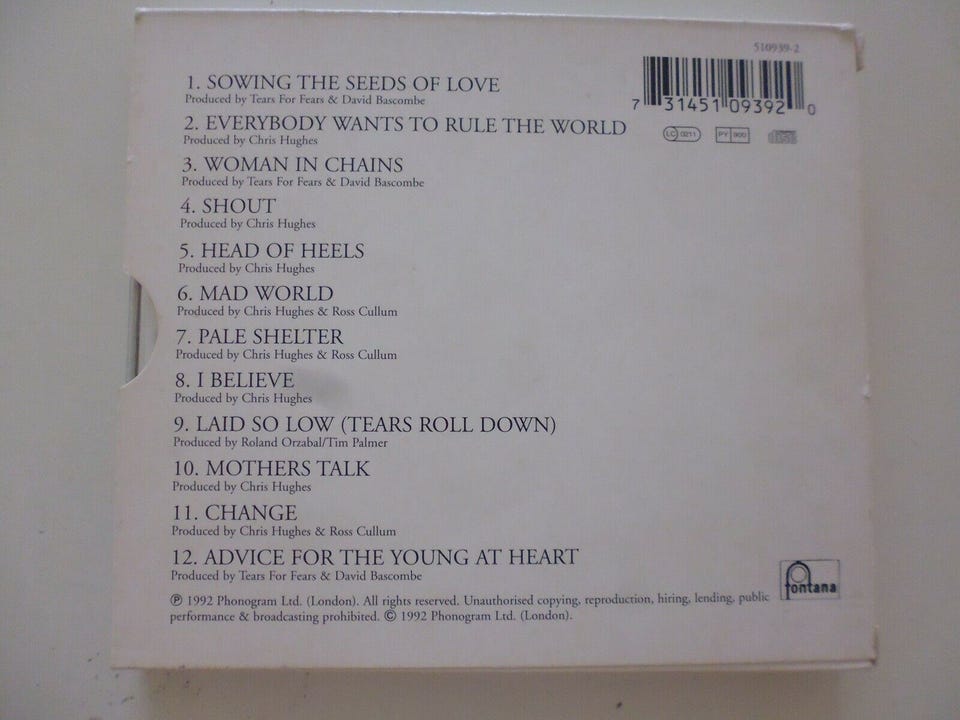 510939-2
1. SOWING THE SEEDS OF LOVE
Produced by Tears For Fears & David Bascombe
7 31451 09392 0
2. EVERYBODY WANTS TO RULE THE WORLD
Produced by Chris Hughes
LC 0211 PY 900
3. WOMAN IN CHAINS
Produced by Tears For Fears & David Bascombe
4. SHOUT
Produced by Chris Hughes
5. HEAD OF HEELS
Produced by Chris Hughes
6. MAD WORLD
Produced by Chris Hughes & Ross Cullum
7. PALE SHELTER
Produced by Chris Hughes & Ross Cullum
8. I BELIEVE
Produced by Chris Hughes
9. LAID SO LOW (TEARS ROLL DOWN)
Produced by Roland Orzabal/Tim Palmer
10. MOTHERS TALK
Produced by Chris Hughes
11. CHANGE
Produced by Chris Hughes & Ross Cullum
12. ADVICE FOR THE YOUNG AT HEART
Produced by Tears For Fears & David Bascombe
fontana
℗ 1992 Phonogram Ltd. (London). All rights reserved. Unauthorised copying, reproduction, hiring, lending, public
performance & broadcasting prohibited. © 1992 Phonogram Ltd. (London).